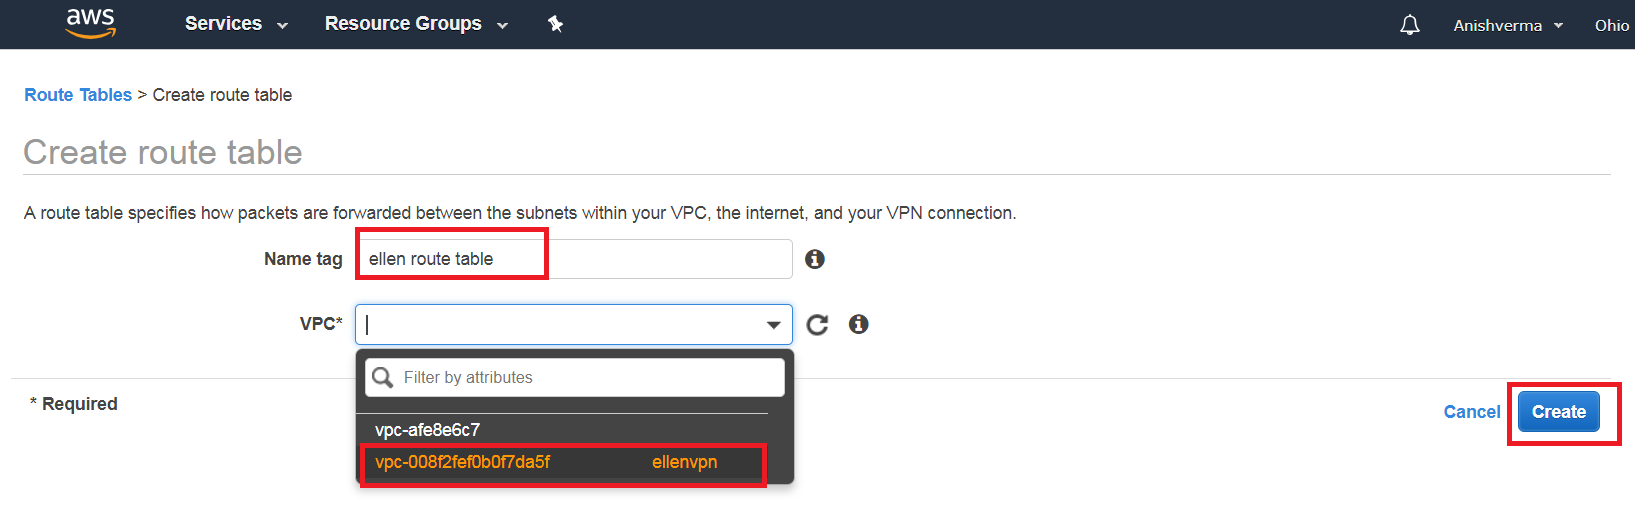 aws Services Resource Groups Anishverma Ohio
Route Tables > Create route table
Create route table
A route table specifies how packets are forwarded between the subnets within your VPC, the internet, and your VPN connection.
Name tag ellen route table
VPC*
Filter by attributes
* Required
Cancel Create
vpc-afe8e6c7
vpc-008f2fef0b0f7da5f ellenvpn